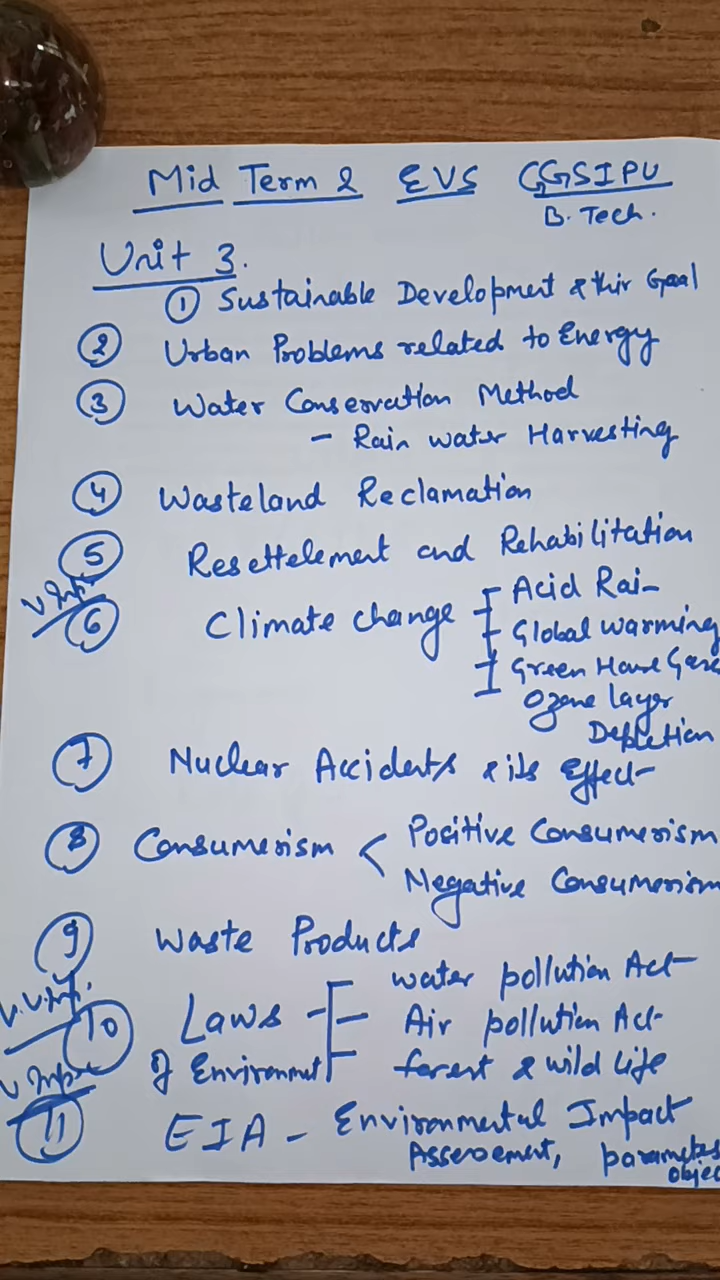 Mid Term 2 EVS GGSIPU
B. Tech.
Unit 3.
① Sustainable Development & thir Goal
② Urban Problems related to Energy
③ Water Conservation Method
- Rain water Harvesting
④ Wasteland Reclamation
⑤ Resettelement and Rehabilitation
V Imp
⑥ Climate change Acid Rain
Global warming
Green House Gases
Ozone layer
Depletion
⑦ Nuclear Accidents & its Effect
⑧ Consumerism < Positive Consumerism
Negative Consumerism
⑨ Waste Products
V.V.Imp.
⑩ Laws water pollution Act
Air pollution Act
of Environment forest & wild life
V Imp
⑪ EIA - Environmental Impact
Assessment, parametes
objec